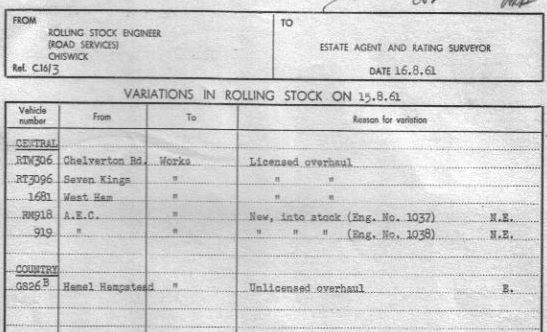 FROM
ROLLING STOCK ENGINEER
(ROAD SERVICES)
CHISWICK
Ref. C16/3
TO
ESTATE AGENT AND RATING SURVEYOR
DATE 16.8.61
VARIATIONS IN ROLLING STOCK ON 15.8.61
Vehicle number From To Reason for variation
CENTRAL
RTW306 Chelverton Rd. Works Licensed overhaul
RT3096 Seven Kings " " "
1681 West Ham " " "
RM918 A.E.C. " New, into stock (Eng. No. 1037) N.E.
919 " " " " " (Eng. No. 1038) N.E.
COUNTRY
GS26B Hemel Hempstead " Unlicensed overhaul E.